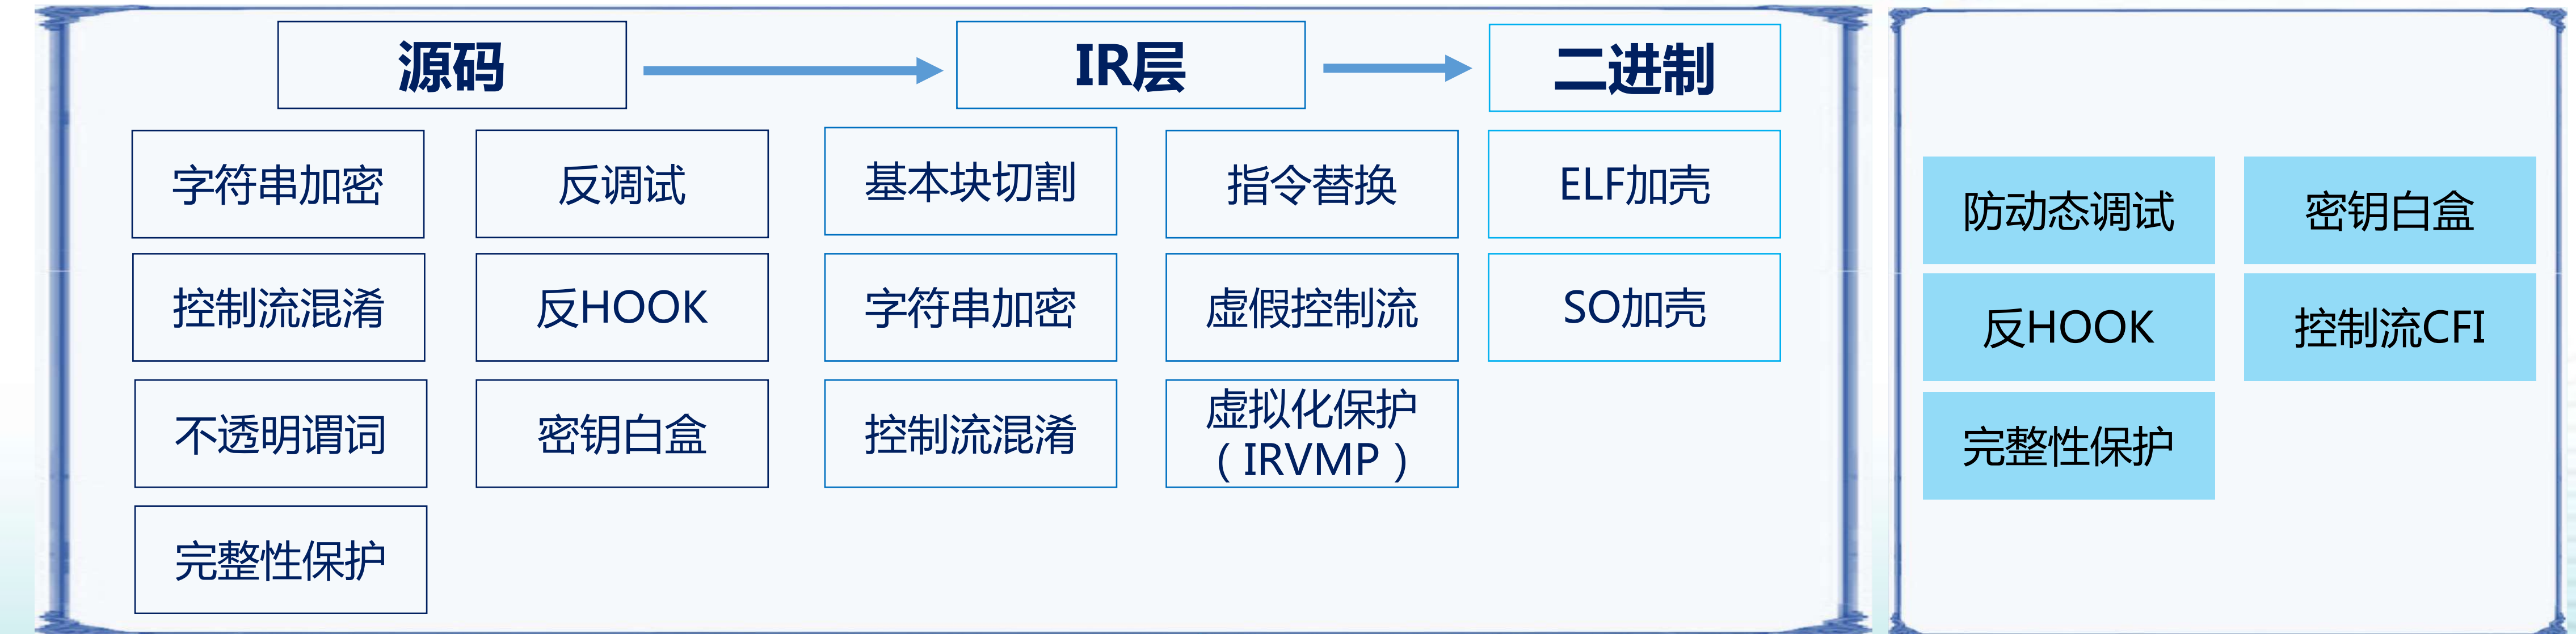 源码
IR层
二进制
字符串加密
反调试
基本块切割
指令替换
ELF加壳
控制流混淆
反HOOK
字符串加密
虚假控制流
SO加壳
不透明谓词
密钥白盒
控制流混淆
虚拟化保护
（IRVMP）
完整性保护
防动态调试
密钥白盒
反HOOK
控制流CFI
完整性保护